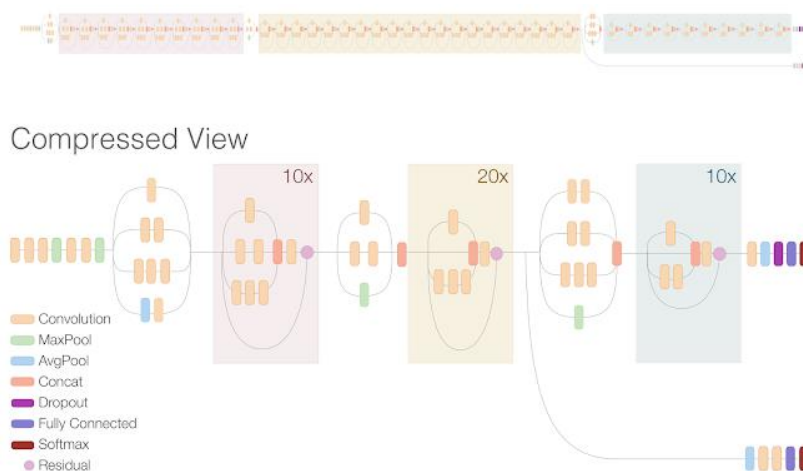 Compressed View
10x
20x
10x
Convolution
MaxPool
AvgPool
Concat
Dropout
Fully Connected
Softmax
Residual